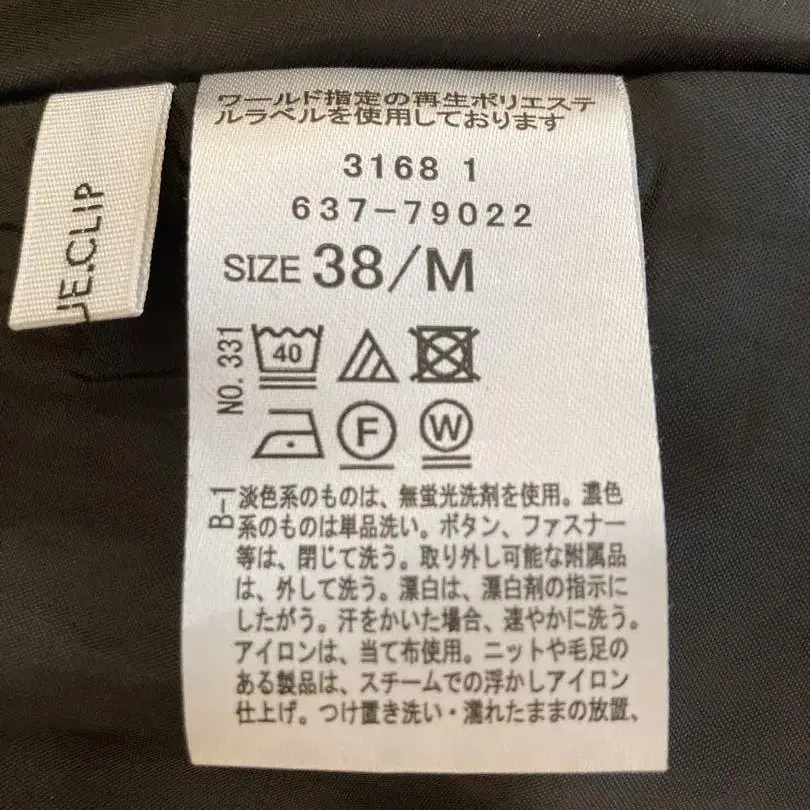 ワールド指定の再生ポリエステ
ルラベルを使用しております
3168 1
637-79022
SIZE 38/M
NO. 331
40
F
W
B-1
淡色系のものは、無蛍光洗剤を使用。濃色
系のものは単品洗い。ボタン、ファスナー
等は、閉じて洗う。取り外し可能な附属品
は、外して洗う。漂白は、漂白剤の指示に
したがう。汗をかいた場合、速やかに洗う。
アイロンは、当て布使用。ニットや毛足の
ある製品は、スチームでの浮かしアイロン
仕上げ。つけ置き洗い・濡れたままの放置、
UE.CLIP